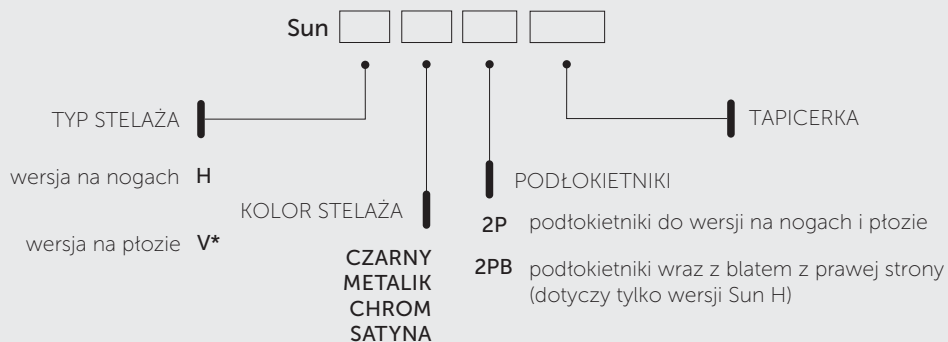 Sun
TYP STELAŻA
wersja na nogach H
wersja na płozie V*
KOLOR STELAŻA
CZARNY
METALIK
CHROM
SATYNA
PODŁOKIETNIKI
2P podłokietniki do wersji na nogach i płozie
2PB podłokietniki wraz z blatem z prawej strony
(dotyczy tylko wersji Sun H)
TAPICERKA